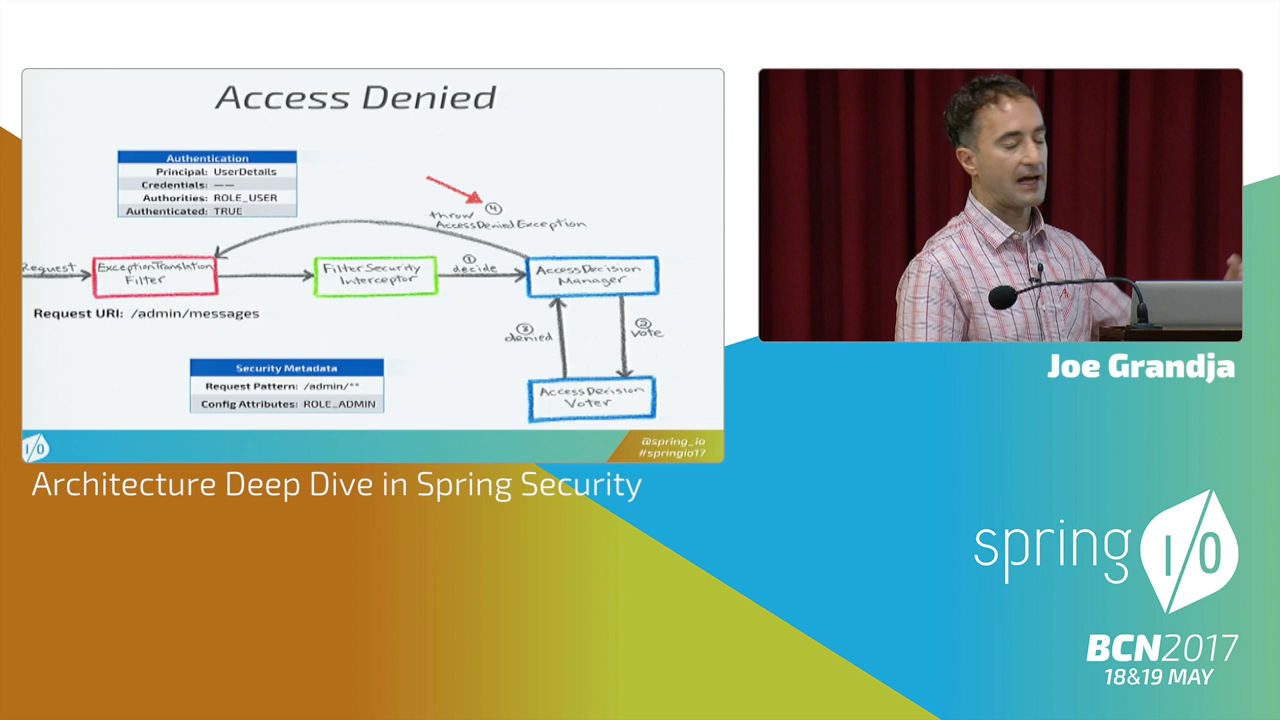 Access Denied
Authentication
Principal: UserDetails
Credentials: ——
Authorities: ROLE_USER
Authenticated: TRUE
④
throw
AccessDeniedException
Request
ExceptionTranslation
Filter
FilterSecurity
Interceptor
①
decide
AccessDecision
Manager
Request URI: /admin/messages
③
denied
②
vote
Security Metadata
Request Pattern: /admin/**
Config Attributes: ROLE_ADMIN
AccessDecision
Voter
I/O
@spring_io
#springio17
Joe Grandja
Architecture Deep Dive in Spring Security
spring I/O
BCN2017
18&19 MAY